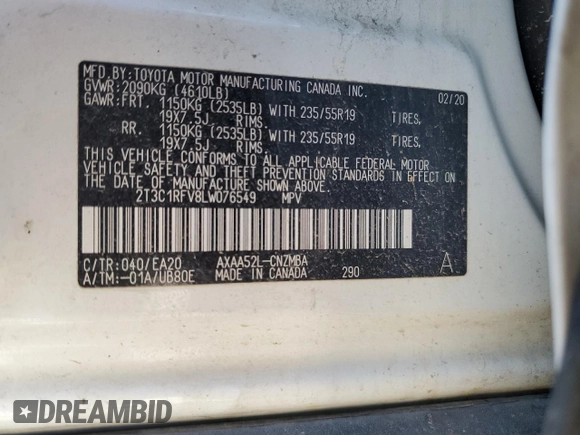 MFD.BY:TOYOTA MOTOR MANUFACTURING CANADA INC.
GVWR:2090KG (4610LB) 02/20
GAWR:FRT. 1150KG (2535LB) WITH 235/55R19 TIRES.
19X7.5J RIMS.
RR. 1150KG (2535LB) WITH 235/55R19 TIRES.
19X7.5J RIMS.
THIS VEHICLE CONFORMS TO ALL APPLICABLE FEDERAL MOTOR
VEHICLE SAFETY AND THEFT PREVENTION STANDARDS IN EFFECT
ON THE DATE OF MANUFACTURE SHOWN ABOVE.
2T3C1RFV8LW076549 MPV
C/TR:040/EA20 AXAA52L-CNZMBA
A/TM:-01A/UB80E MADE IN CANADA 290 A
DREAMBID